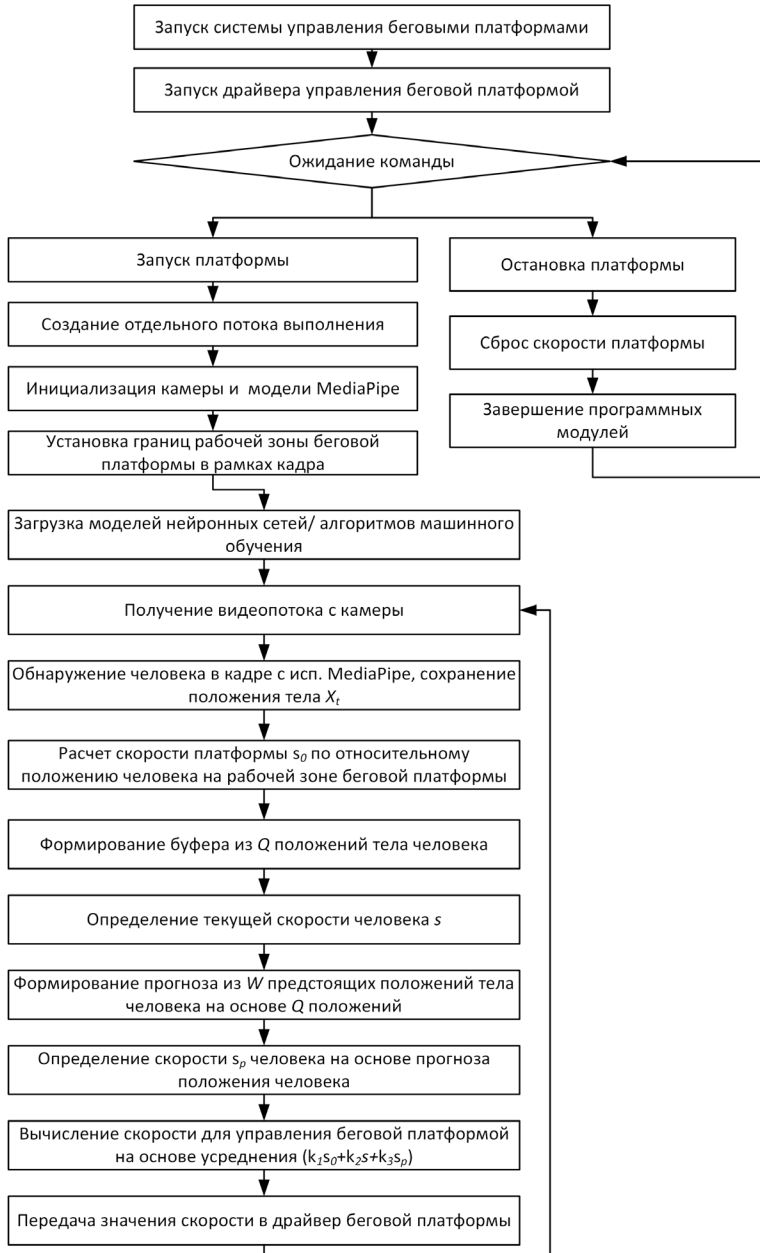 Запуск системы управления беговыми платформами
Запуск драйвера управления беговой платформой
Ожидание команды
Запуск платформы
Создание отдельного потока выполнения
Инициализация камеры и модели MediaPipe
Установка границ рабочей зоны беговой
платформы в рамках кадра
Остановка платформы
Сброс скорости платформы
Завершение программных
модулей
Загрузка моделей нейронных сетей/ алгоритмов машинного
обучения
Получение видеопотока с камеры
Обнаружение человека в кадре с исп. MediaPipe, сохранение
положения тела Xt
Расчет скорости платформы s0 по относительному
положению человека на рабочей зоне беговой платформы
Формирование буфера из Q положений тела человека
Определение текущей скорости человека s
Формирование прогноза из W предстоящих положений тела
человека на основе Q положений
Определение скорости sp человека на основе прогноза
положения человека
Вычисление скорости для управления беговой платформой
на основе усреднения (k1s0+k2s+k3sp)
Передача значения скорости в драйвер беговой платформы